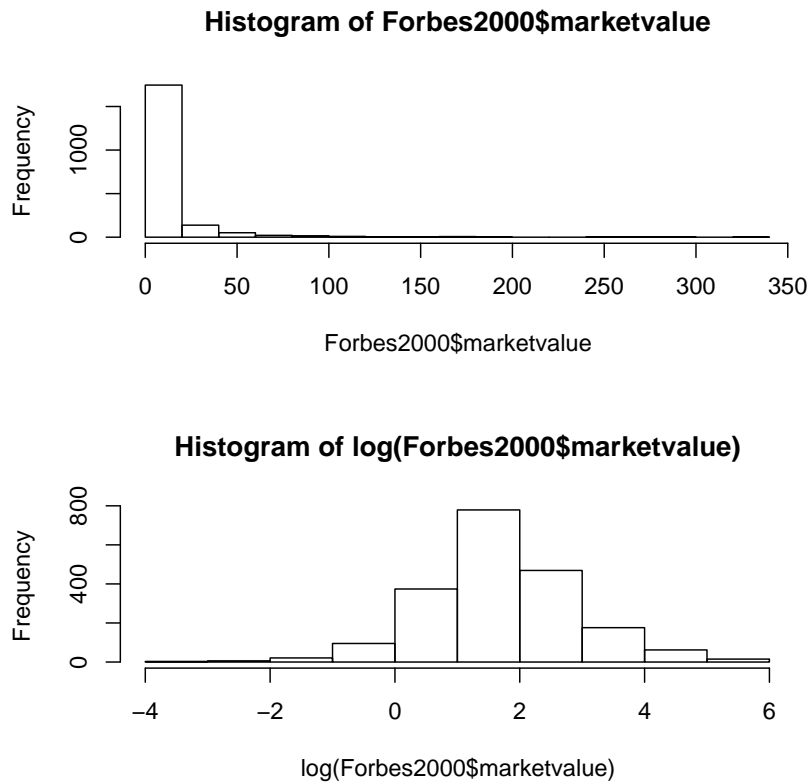 Histogram of Forbes2000$marketvalue
Frequency
0 1000
0 50 100 150 200 250 300 350
Forbes2000$marketvalue
Histogram of log(Forbes2000$marketvalue)
Frequency
0 400 800
−4 −2 0 2 4 6
log(Forbes2000$marketvalue)